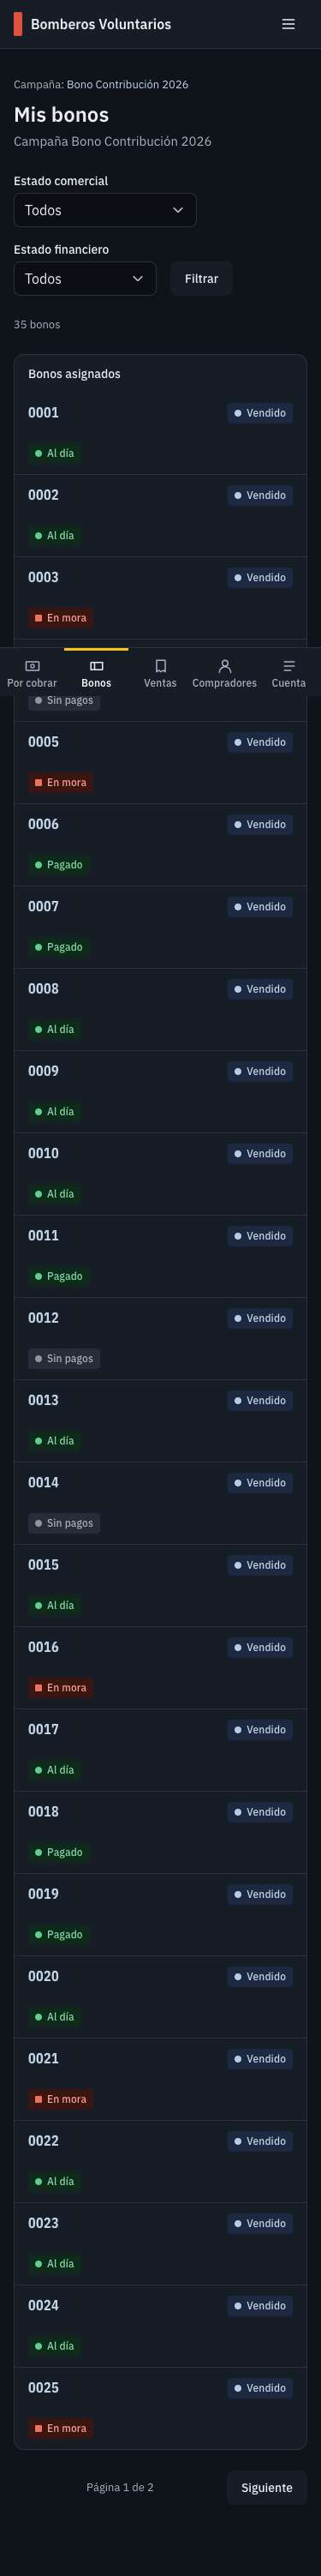 Bomberos Voluntarios
Campaña: Bono Contribución 2026
Mis bonos
Campaña Bono Contribución 2026
Estado comercial
Todos
Estado financiero
Todos
Filtrar
35 bonos
Bonos asignados
0001 Vendido
Al día
0002 Vendido
Al día
0003 Vendido
En mora
Por cobrar Bonos Ventas Compradores Cuenta
Sin pagos
0005 Vendido
En mora
0006 Vendido
Pagado
0007 Vendido
Pagado
0008 Vendido
Al día
0009 Vendido
Al día
0010 Vendido
Al día
0011 Vendido
Pagado
0012 Vendido
Sin pagos
0013 Vendido
Al día
0014 Vendido
Sin pagos
0015 Vendido
Al día
0016 Vendido
En mora
0017 Vendido
Al día
0018 Vendido
Pagado
0019 Vendido
Pagado
0020 Vendido
Al día
0021 Vendido
En mora
0022 Vendido
Al día
0023 Vendido
Al día
0024 Vendido
Al día
0025 Vendido
En mora
Página 1 de 2 Siguiente